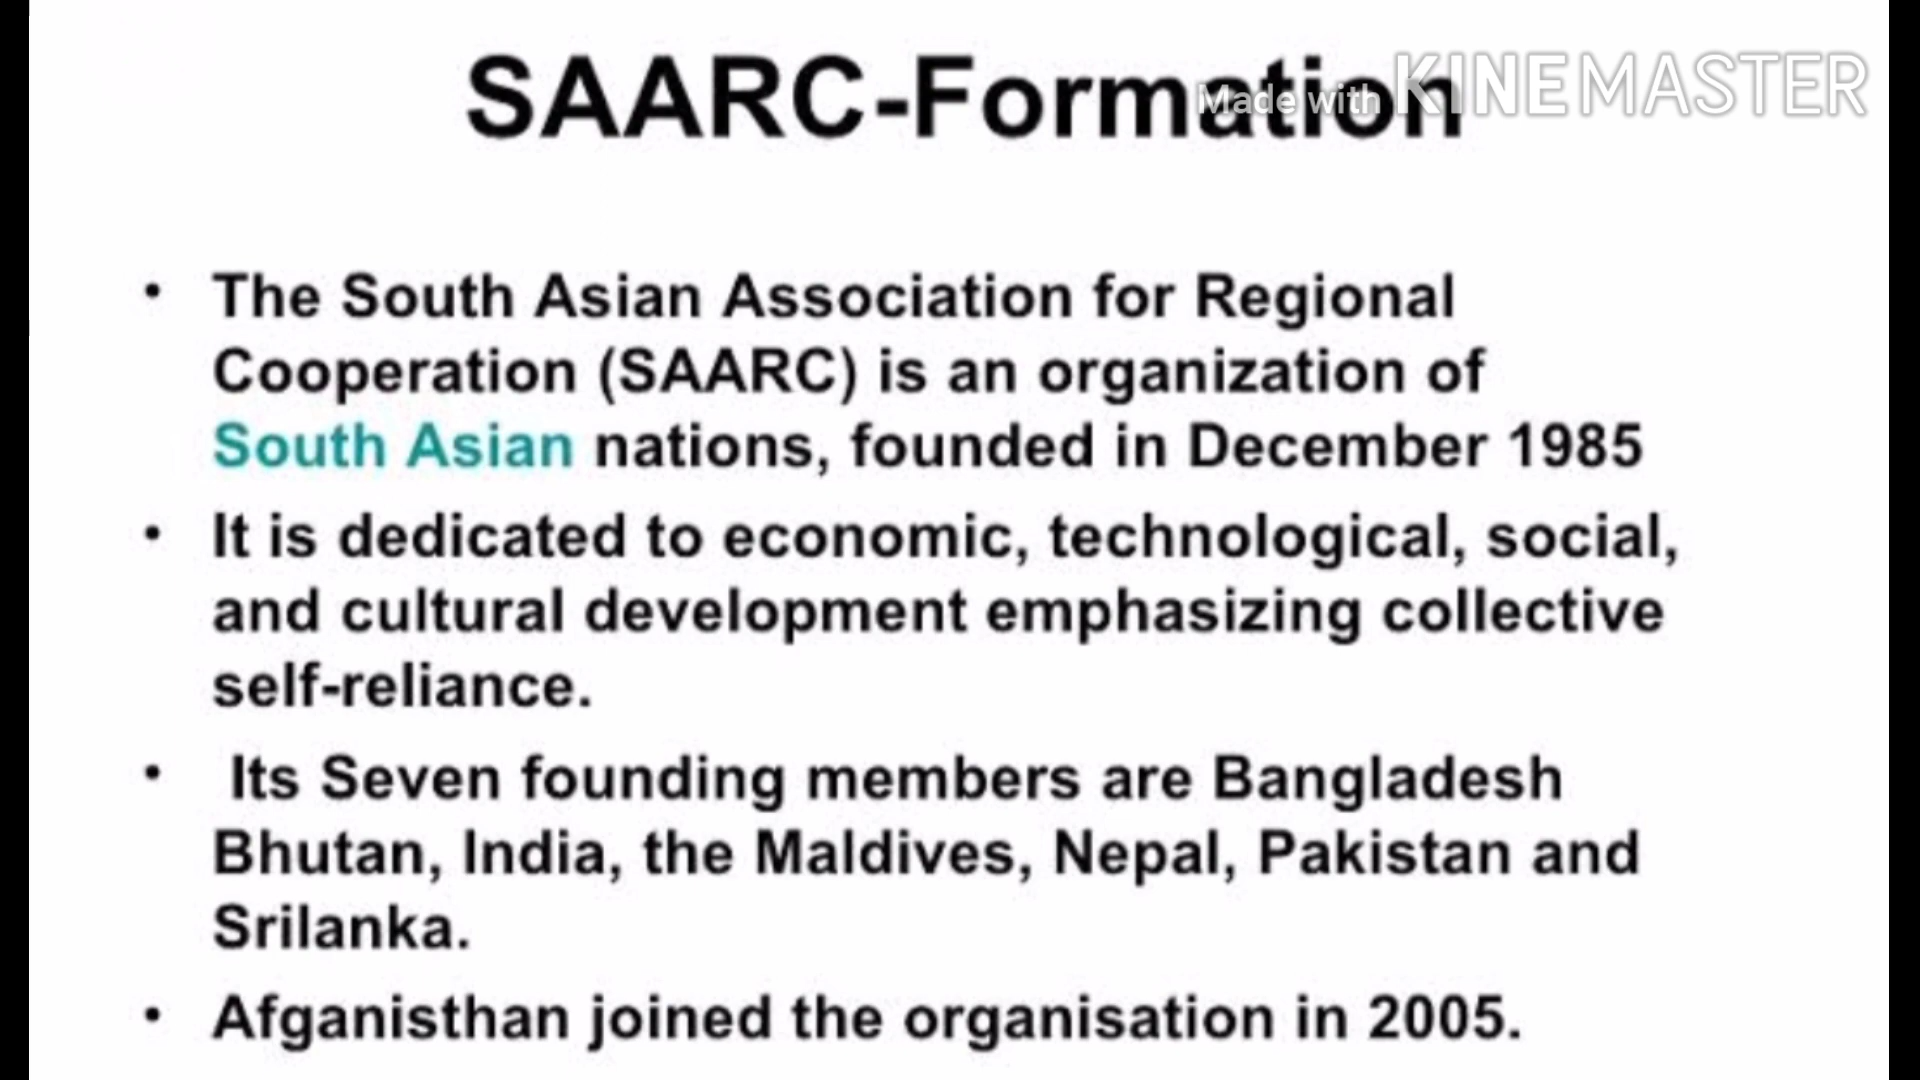 SAARC-Formation
Made with KINEMASTER
• The South Asian Association for Regional
Cooperation (SAARC) is an organization of
South Asian nations, founded in December 1985
• It is dedicated to economic, technological, social,
and cultural development emphasizing collective
self-reliance.
• Its Seven founding members are Bangladesh
Bhutan, India, the Maldives, Nepal, Pakistan and
Srilanka.
• Afganisthan joined the organisation in 2005.